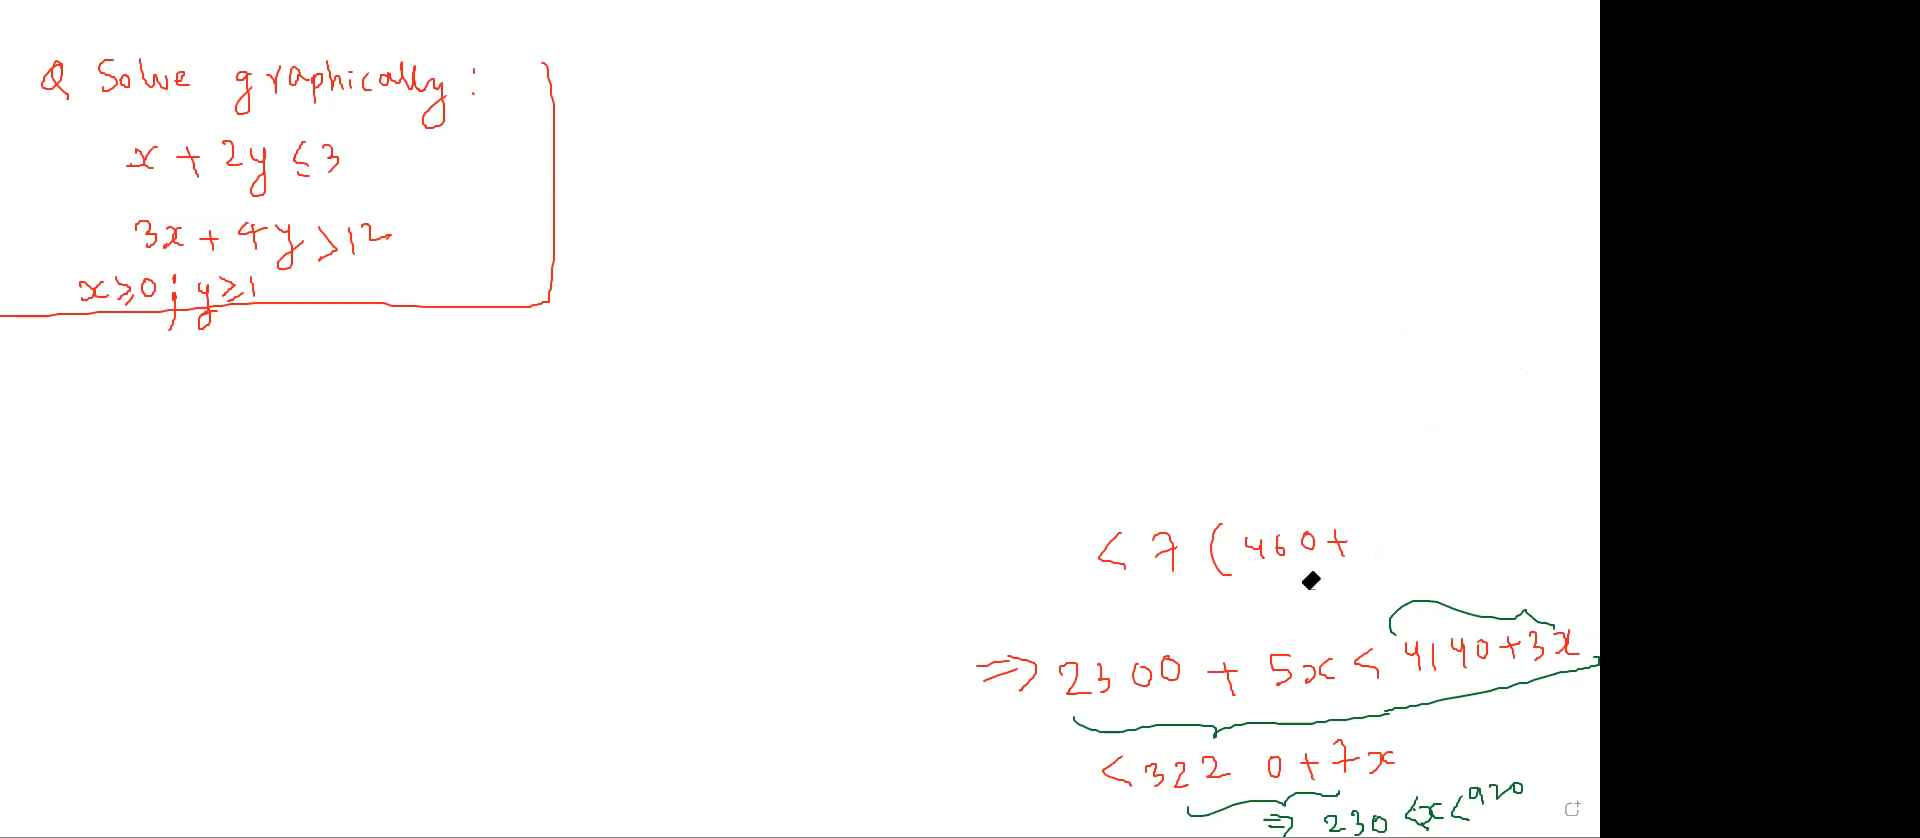 Q Solve graphically:
x + 2y ≤ 3
3x + 4y > 12
x ≥ 0 ; y ≥ 1
< 7 ( 460 +
⇒ 2300 + 5x < 4140 + 3x
< 3220 + 7x
⇒ 230 < x < 920